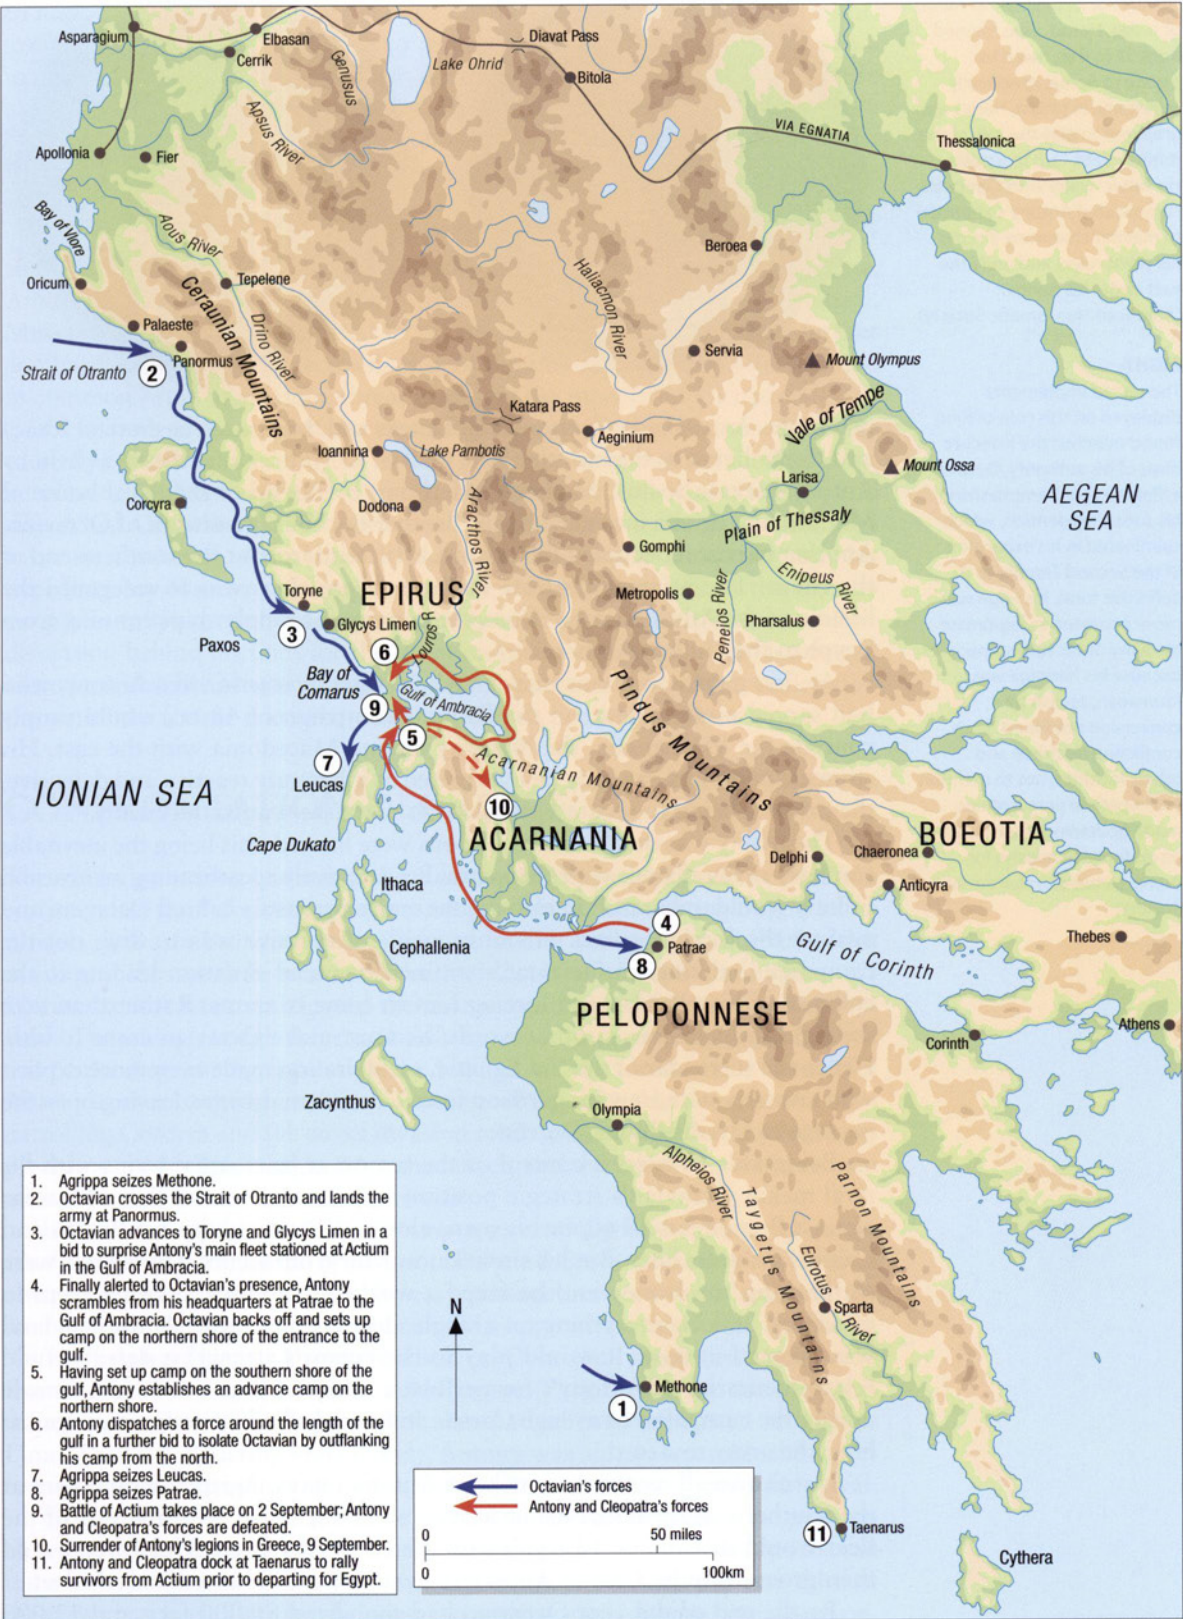 Asparagium
Elbasan
Cerrik
Genusus
Lake Ohrid
Diavat Pass
Bitola
Apsus River
VIA EGNATIA
Thessalonica
Apollonia
Fier
Bay of Vlore
Aous River
Beroea
Oricum
Tepelene
Haliacmon River
Ceraunian Mountains
Drino River
Palaeste
Panormus
Strait of Otranto
2
Servia
Mount Olympus
Katara Pass
Aeginium
Vale of Tempe
Ioannina
Lake Pambotis
Mount Ossa
Larisa
Corcyra
Dodona
Aracthos River
AEGEAN
SEA
Plain of Thessaly
Gomphi
Enipeus River
Toryne
EPIRUS
Metropolis
Peneios River
Pharsalus
3
Glycys Limen
Louros R
Paxos
6
Bay of
Comarus
Gulf of Ambracia
9
5
Pindus Mountains
7
Leucas
Acarnanian Mountains
IONIAN SEA
10
ACARNANIA
BOEOTIA
Cape Dukato
Delphi
Chaeronea
Ithaca
Anticyra
4
Cephallenia
8
Patrae
Gulf of Corinth
Thebes
PELOPONNESE
Athens
Corinth
Zacynthus
Olympia
Alpheios River
Taygetus Mountains
Parnon Mountains
Eurotus River
Sparta
N
Methone
1
11
Taenarus
Cythera
1. Agrippa seizes Methone.
2. Octavian crosses the Strait of Otranto and lands the
army at Panormus.
3. Octavian advances to Toryne and Glycys Limen in a
bid to surprise Antony's main fleet stationed at Actium
in the Gulf of Ambracia.
4. Finally alerted to Octavian's presence, Antony
scrambles from his headquarters at Patrae to the
Gulf of Ambracia. Octavian backs off and sets up
camp on the northern shore of the entrance to the
gulf.
5. Having set up camp on the southern shore of the
gulf, Antony establishes an advance camp on the
northern shore.
6. Antony dispatches a force around the length of the
gulf in a further bid to isolate Octavian by outflanking
his camp from the north.
7. Agrippa seizes Leucas.
8. Agrippa seizes Patrae.
9. Battle of Actium takes place on 2 September; Antony
and Cleopatra's forces are defeated.
10. Surrender of Antony's legions in Greece, 9 September.
11. Antony and Cleopatra dock at Taenarus to rally
survivors from Actium prior to departing for Egypt.
Octavian's forces
Antony and Cleopatra's forces
0 50 miles
0 100km